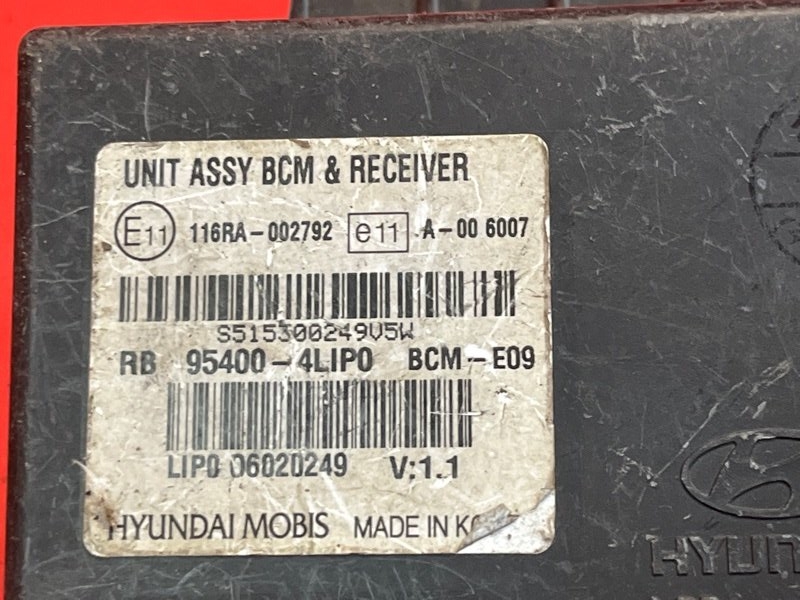 UNIT ASSY BCM & RECEIVER
E11 116RA-002792 e11 A-00 6007
S515300249V5W
RB 95400-4LIP0 BCM-E09
LIP0 06020249 V:1.1
HYUNDAI MOBIS MADE IN